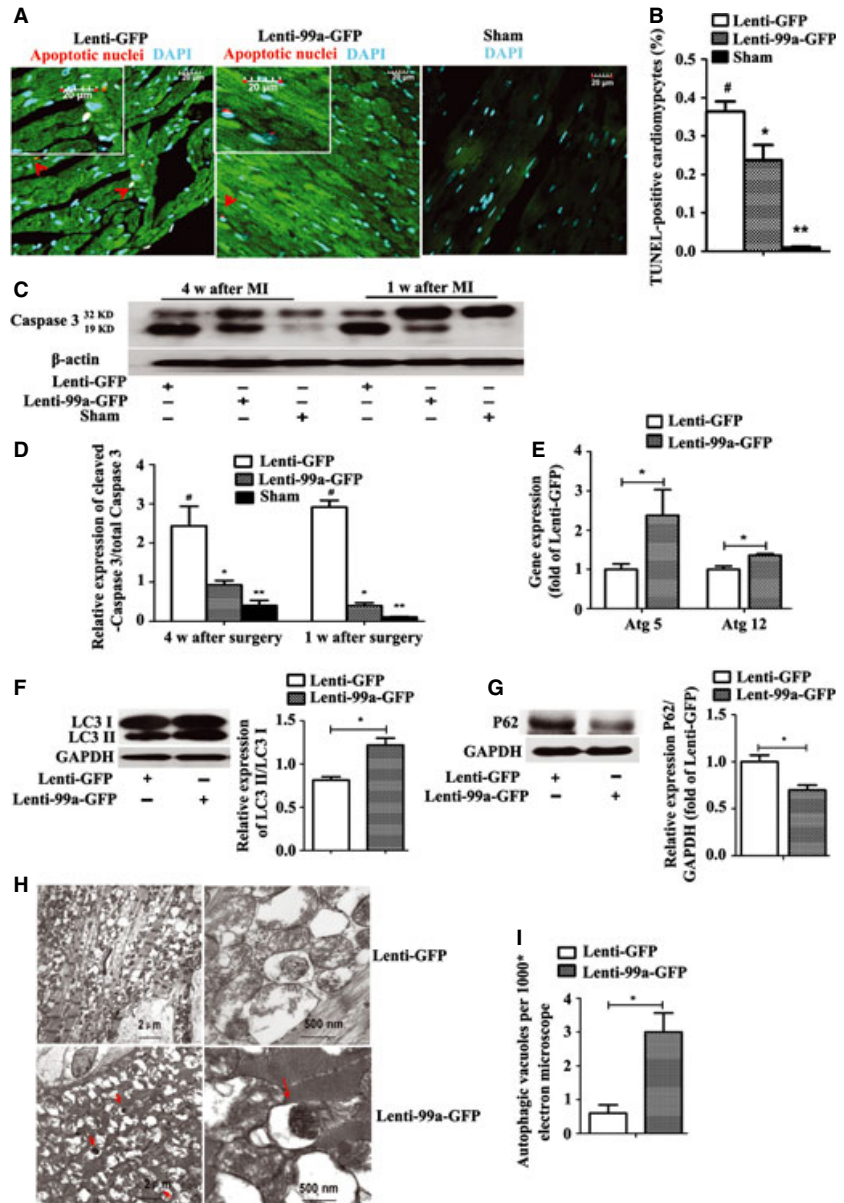 A
Lenti-GFP
Apoptotic nuclei DAPI
Lenti-99a-GFP
Apoptotic nuclei DAPI
Sham
DAPI
20 μm
20 μm
20 μm
20 μm
20 μm
B
Lenti-GFP
Lenti-99a-GFP
Sham
TUNEL-positive cardiomypcytes (%)
0.5
0.4
0.3
0.2
0.1
0.0
#
*
**
C
4 w after MI
1 w after MI
Caspase 3 32 KD
19 KD
β-actin
Lenti-GFP + – – + – –
Lenti-99a-GFP – + – – + –
Sham – – + – – +
D
Relative expression of cleaved
-Caspase 3/total Caspase 3
4
3
2
1
0
Lenti-GFP
Lenti-99a-GFP
Sham
#
*
**
#
*
**
4 w after surgery
1 w after surgery
E
Lenti-GFP
Lenti-99a-GFP
Gene expression
(fold of Lenti-GFP)
4
3
2
1
0
*
*
Atg 5
Atg 12
F
LC3 I
LC3 II
GAPDH
Lenti-GFP + –
Lenti-99a-GFP – +
Lenti-GFP
Lenti-99a-GFP
Relative expression
of LC3 II/LC3 I
1.5
1.0
0.5
0.0
*
G
P62
GAPDH
Lenti-GFP + –
Lenti-99a-GFP – +
Lenti-GFP
Lent-99a-GFP
Relative expression P62/
GAPDH (fold of Lenti-GFP)
1.5
1.0
0.5
0.0
*
H
2 μm
500 nm
Lenti-GFP
2 μm
500 nm
Lenti-99a-GFP
I
Lenti-GFP
Lenti-99a-GFP
Autophagic vacuoles per 1000*
electron microscope
4
3
2
1
0
*